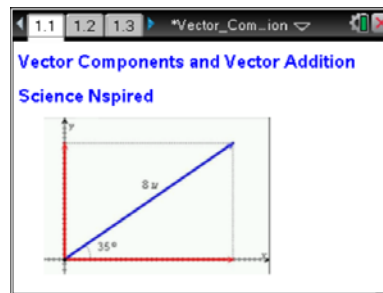 1.1 1.2 1.3 *Vector_Com…ion
Vector Components and Vector Addition
Science Nspired
y
8 u
35°
x